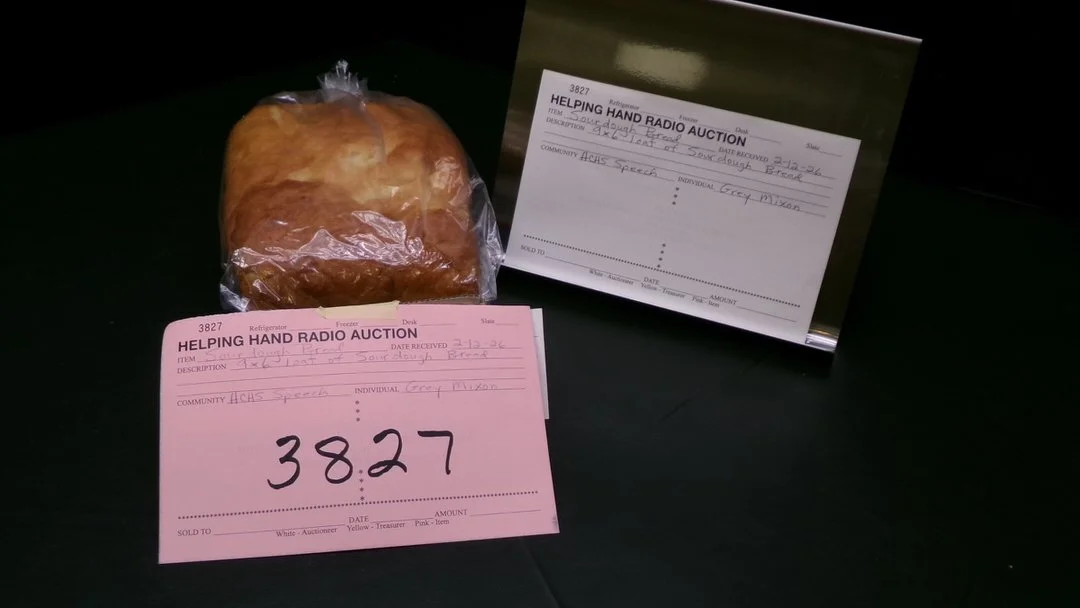 3827 Refrigerator Freezer Desk Slate
HELPING HAND RADIO AUCTION
ITEM Sourdough Bread DATE RECEIVED 2-12-26
DESCRIPTION 9x6 loaf of Sourdough Bread
COMMUNITY ACHS Speech INDIVIDUAL Grey Mixon
SOLD TO DATE AMOUNT
White - Auctioneer Yellow - Treasurer Pink - Item
3827 Refrigerator Freezer Desk Slate
HELPING HAND RADIO AUCTION
ITEM Sourdough Bread DATE RECEIVED 2-12-26
DESCRIPTION 9x6 loaf of Sourdough Bread
COMMUNITY ACHS Speech INDIVIDUAL Grey Mixon
3827
SOLD TO DATE AMOUNT
White - Auctioneer Yellow - Treasurer Pink - Item